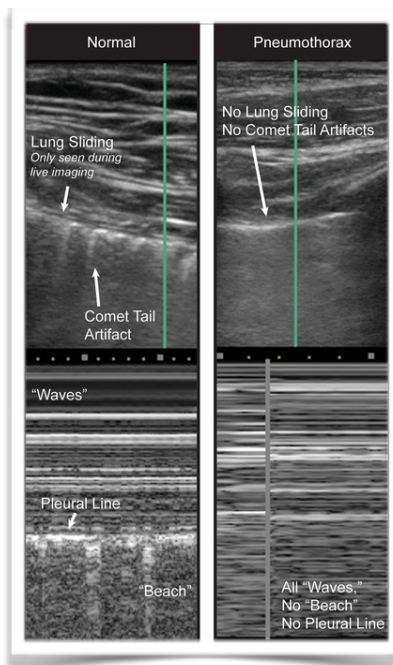 Normal
Lung Sliding
Only seen during
live imaging
Comet Tail
Artifact
“Waves”
Pleural Line
“Beach”
Pneumothorax
No Lung Sliding
No Comet Tail Artifacts
All “Waves,”
No “Beach”
No Pleural Line